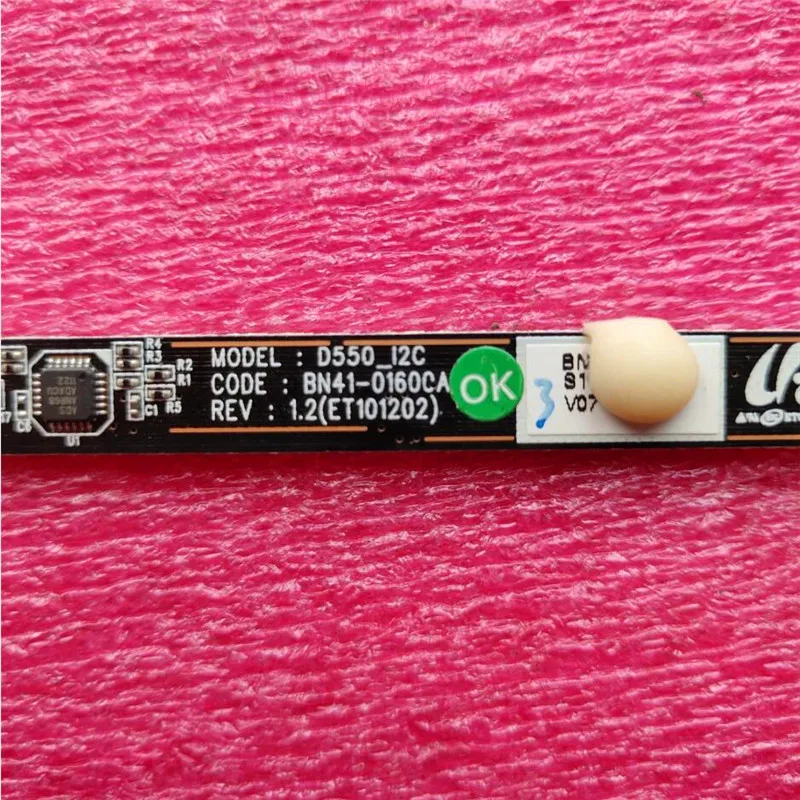 MODEL : D550_I2C
CODE : BN41-0160CA
REV : 1.2(ET101202)
OK
3
BN
S1
V07
R4
R3
R2
R1
C1 R5
U1
1122